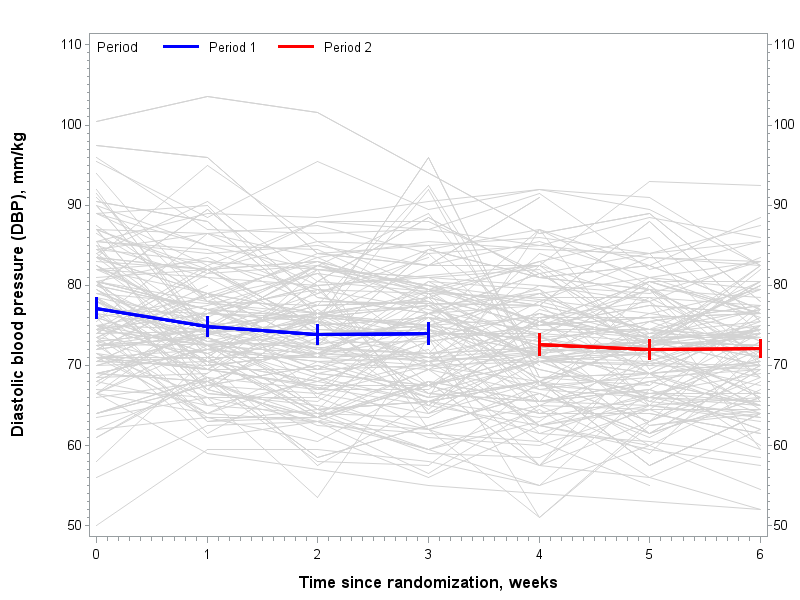 Period Period 1 Period 2
110 110
100 100
90 90
80 80
70 70
60 60
50 50
Diastolic blood pressure (DBP), mm/kg
0 1 2 3 4 5 6
Time since randomization, weeks